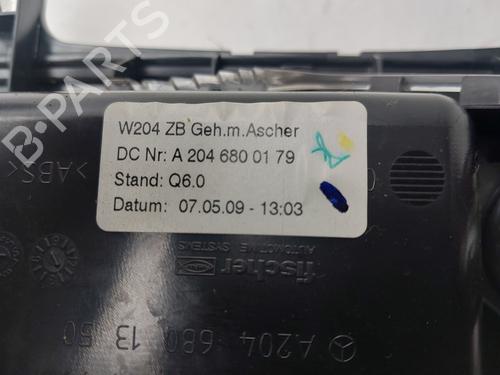 W204 ZB Geh.m.Ascher
DC Nr: A 204 680 01 79
Stand: Q6.0
Datum: 07.05.09 - 13:03
fischer
AUTOMOTIVE SYSTEMS
>ABS<
A204 680 13 50
B-PARTS